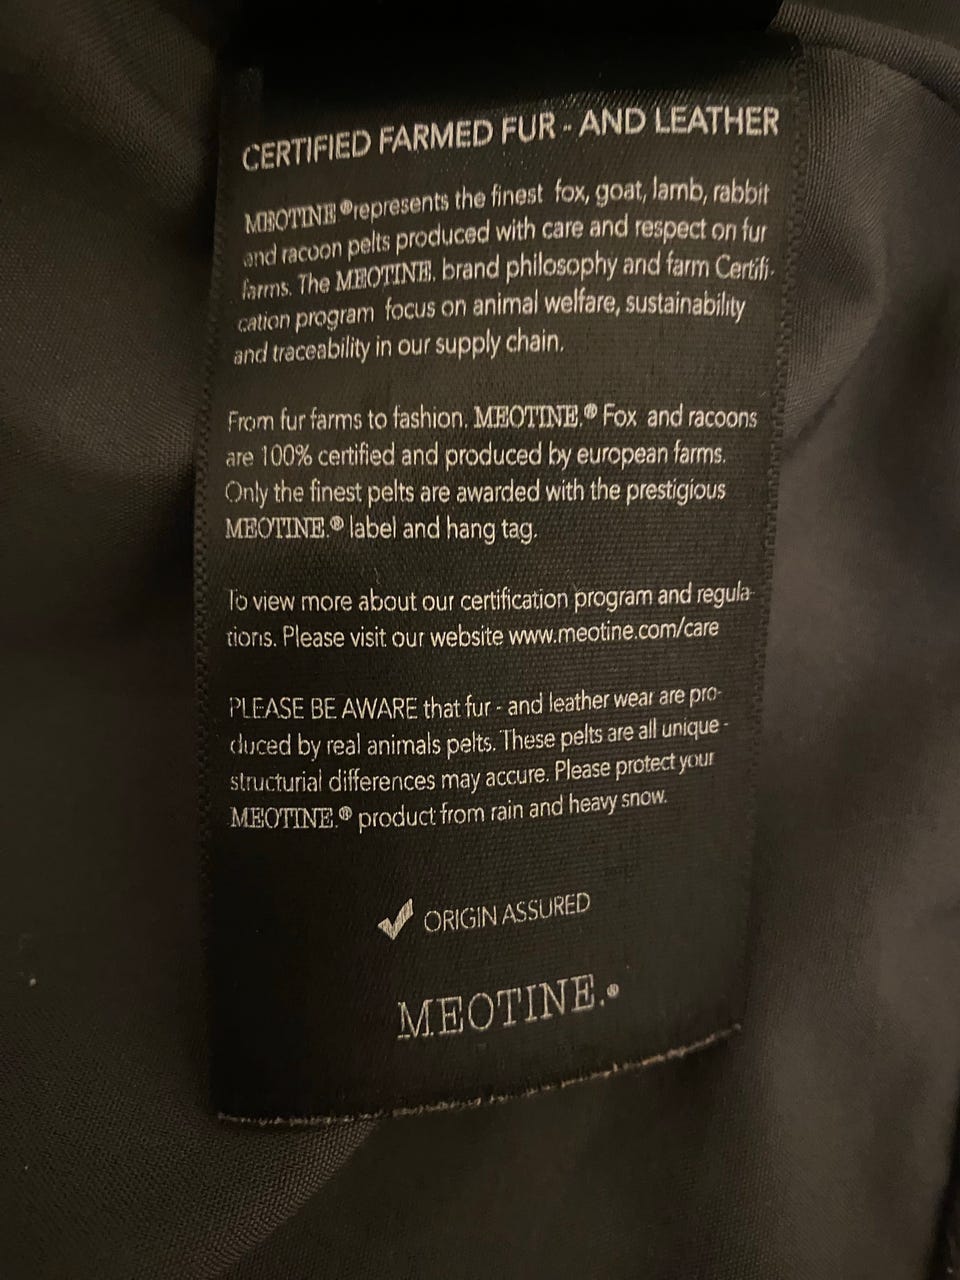 CERTIFIED FARMED FUR - AND LEATHER
MEOTINE ®represents the finest fox, goat, lamb, rabbit
and racoon pelts produced with care and respect on fur
farms. The MEOTINE. brand philosophy and farm Certifi-
cation program focus on animal welfare, sustainability
and traceability in our supply chain.
From fur farms to fashion. MEOTINE.® Fox and racoons
are 100% certified and produced by european farms.
Only the finest pelts are awarded with the prestigious
MEOTINE.® label and hang tag.
To view more about our certification program and regula-
tions. Please visit our website www.meotine.com/care
PLEASE BE AWARE that fur - and leather wear are pro-
duced by real animals pelts. These pelts are all unique -
structurial differences may accure. Please protect your
MEOTINE.® product from rain and heavy snow.
ORIGIN ASSURED
MEOTINE.®